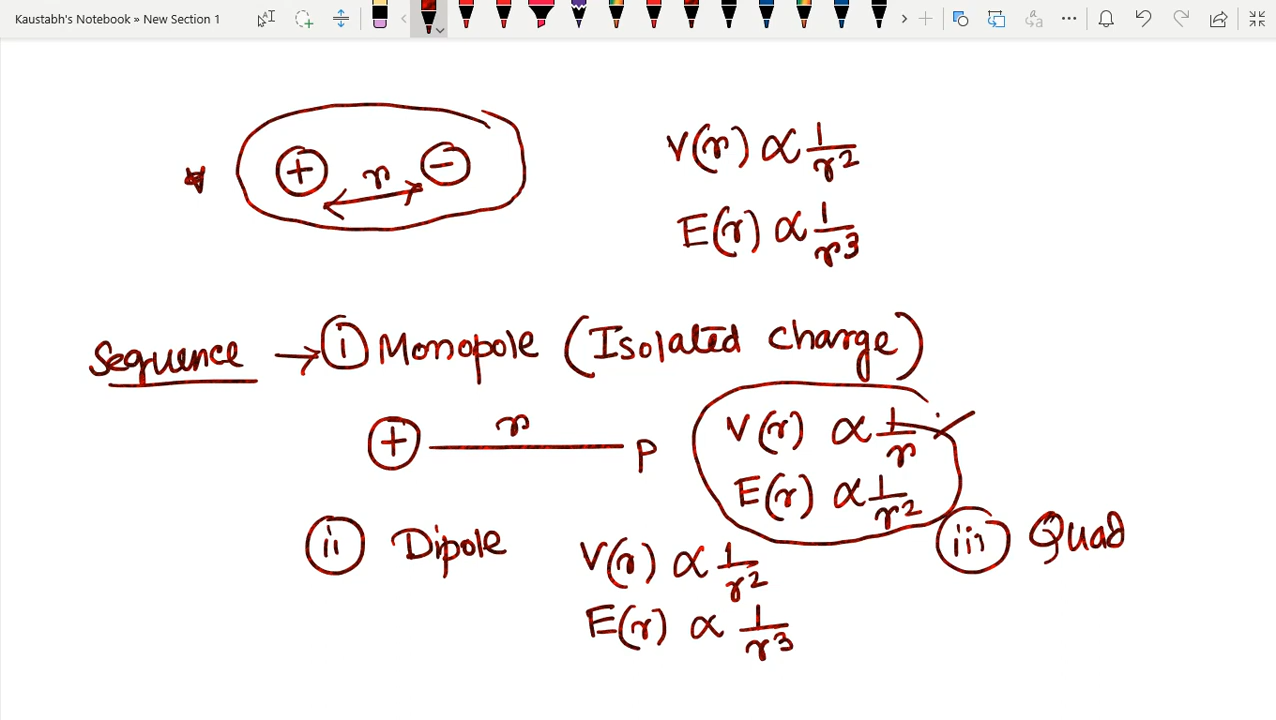 Kaustabh's Notebook » New Section 1
+ r −
V(r) ∝ 1/r²
E(r) ∝ 1/r³
Sequence → (i) Monopole (Isolated charge)
+ r P
V(r) ∝ 1/r
E(r) ∝ 1/r²
(ii) Dipole
V(r) ∝ 1/r²
E(r) ∝ 1/r³
(iii) Quad